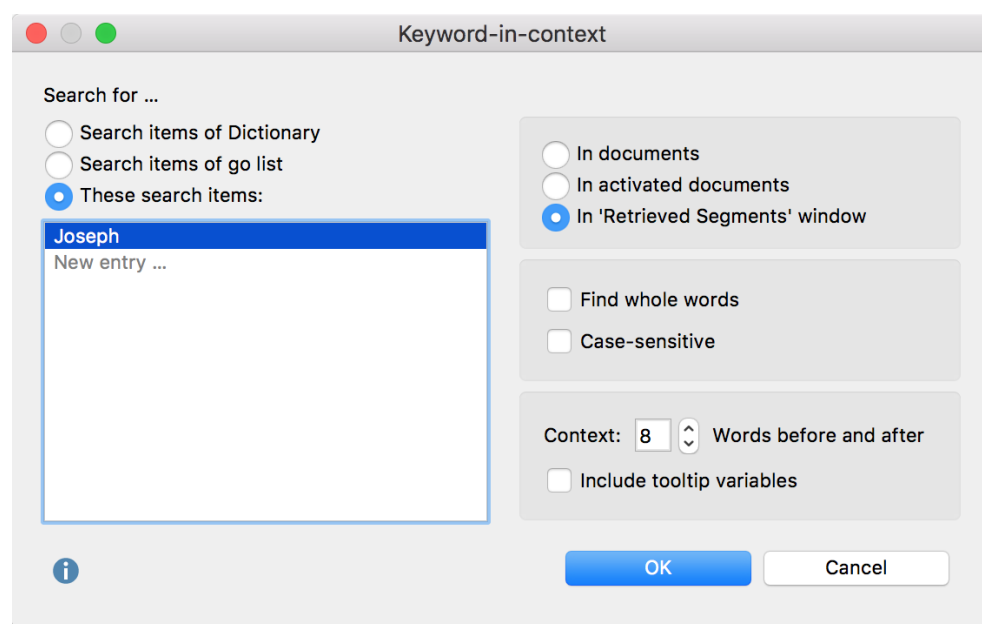 Keyword-in-context
Search for ...
Search items of Dictionary
Search items of go list
These search items:
Joseph
New entry ...
In documents
In activated documents
In 'Retrieved Segments' window
Find whole words
Case-sensitive
Context: 8 Words before and after
Include tooltip variables
i
OK Cancel